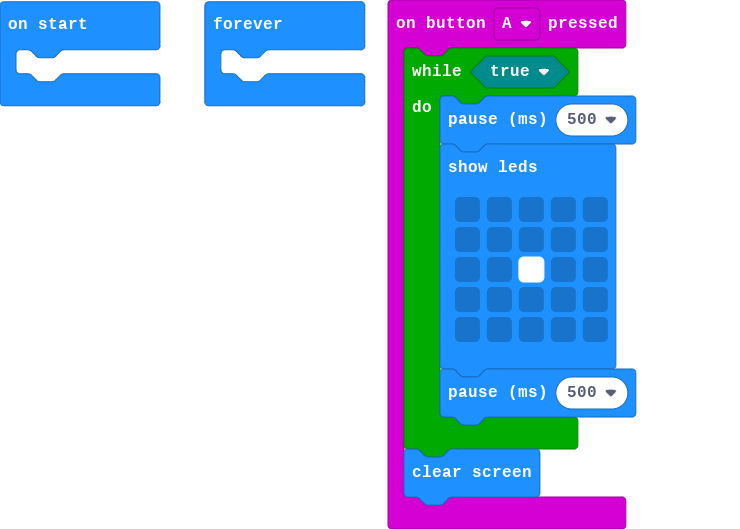 on start
forever
on button A pressed
while true
do
pause (ms) 500
show leds
pause (ms) 500
clear screen